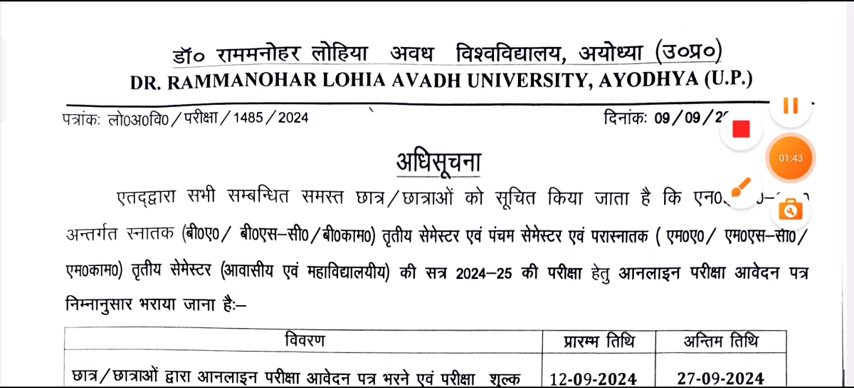 डॉ० राममनोहर लोहिया अवध विश्वविद्यालय, अयोध्या (उ०प्र०)
DR. RAMMANOHAR LOHIA AVADH UNIVERSITY, AYODHYA (U.P.)
पत्रांकः लो0अ0वि0/परीक्षा/1485/2024 दिनांकः 09/09/
01:43
अधिसूचना
एतद्द्वारा सभी सम्बन्धित समस्त छात्र/छात्राओं को सूचित किया जाता है कि
अन्तर्गत स्नातक (बी०ए०/ बी०एस–सी०/बी०काम०) तृतीय सेमेस्टर एवं पंचम सेमेस्टर एवं परास्नातक ( एम०ए०/ एम०एस–सी०/
एम०काम०) तृतीय सेमेस्टर (आवासीय एवं महाविद्यालयीय) की सत्र 2024–25 की परीक्षा हेतु आनलाइन परीक्षा आवेदन पत्र
निम्नानुसार भराया जाना हैः–
विवरण प्रारम्भ तिथि अन्तिम तिथि
छात्र/छात्राओं द्वारा आनलाइन परीक्षा आवेदन पत्र भरने एवं परीक्षा शुल्क 12-09-2024 27-09-2024